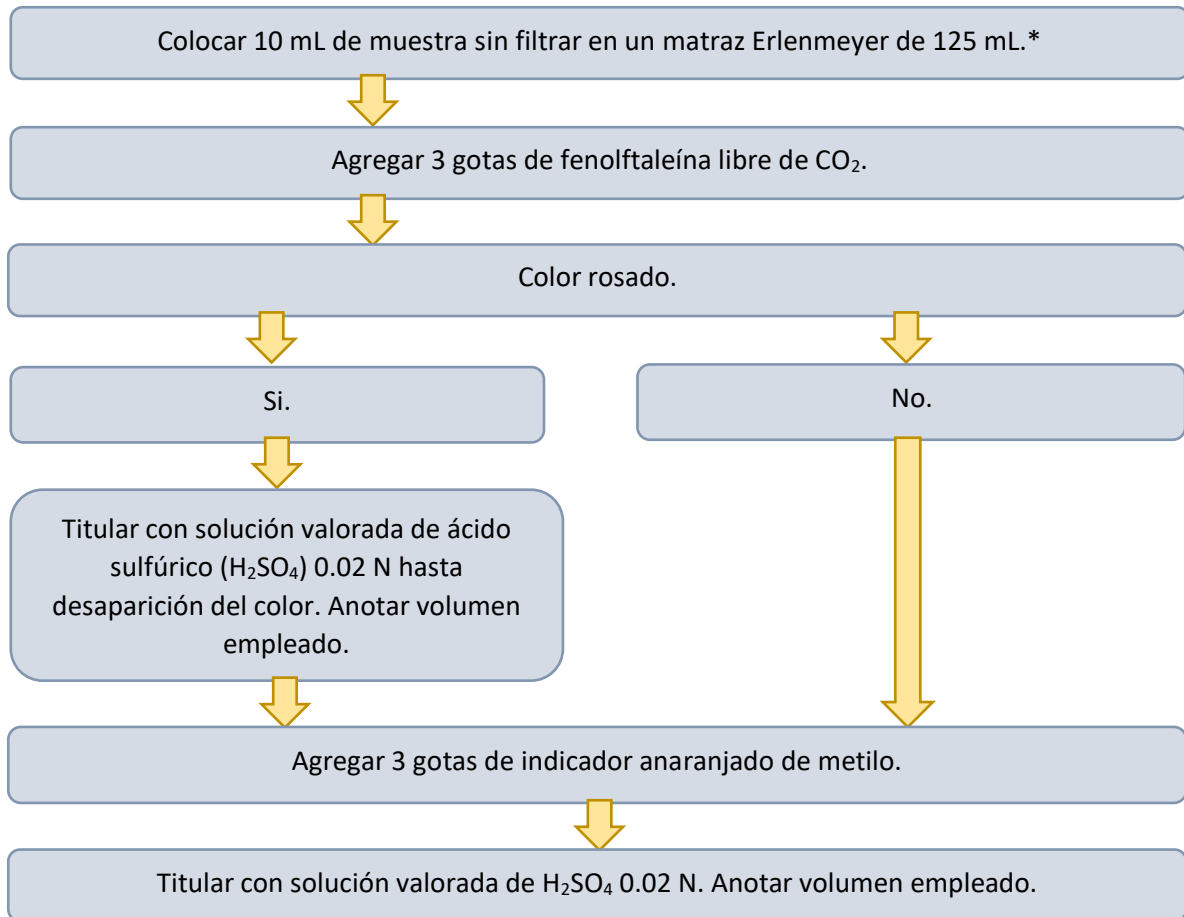 Colocar 10 mL de muestra sin filtrar en un matraz Erlenmeyer de 125 mL.*
Agregar 3 gotas de fenolftaleína libre de CO₂.
Color rosado.
Si.
No.
Titular con solución valorada de ácido
sulfúrico (H₂SO₄) 0.02 N hasta
desaparición del color. Anotar volumen
empleado.
Agregar 3 gotas de indicador anaranjado de metilo.
Titular con solución valorada de H₂SO₄ 0.02 N. Anotar volumen empleado.